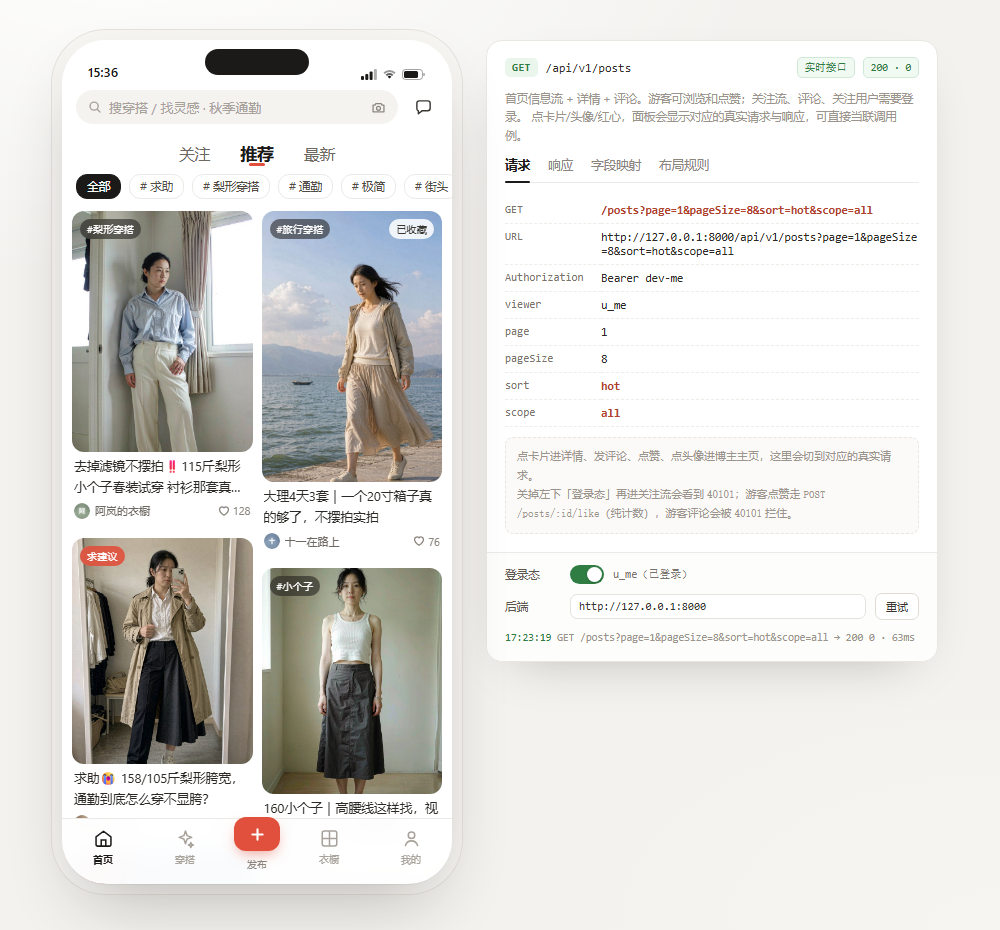 15:36
搜穿搭 / 找灵感 · 秋季通勤
关注
推荐
最新
全部
# 求助
# 梨形穿搭
# 通勤
# 极简
# 街头
#梨形穿搭
去掉滤镜不摆拍‼️ 115斤梨形
小个子春装试穿 衬衫那套真...
阿岚的衣橱
128
#旅行穿搭
已收藏
大理4天3套｜一个20寸箱子真
的够了，不摆拍实拍
十
十一在路上
76
求建议
求助 158/105斤梨形胯宽，
通勤到底怎么穿不显胯？
#小个子
160小个子｜高腰线这样找，视
首页
穿搭
发布
衣橱
我的
GET
/api/v1/posts
实时接口
200 · 0
首页信息流 + 详情 + 评论。游客可浏览和点赞；关注流、评论、关注用户需要登
录。 点卡片/头像/红心，面板会显示对应的真实请求与响应，可直接当联调用
例。
请求
响应
字段映射
布局规则
GET /posts?page=1&pageSize=8&sort=hot&scope=all
URL http://127.0.0.1:8000/api/v1/posts?page=1&pageSize
=8&sort=hot&scope=all
Authorization Bearer dev-me
viewer u_me
page 1
pageSize 8
sort hot
scope all
点卡片进详情、发评论、点赞、点头像进博主主页，这里会切到对应的真实请
求。
关掉左下「登录态」再进关注流会看到 40101；游客点赞走 POST
/posts/:id/like（纯计数），游客评论会被 40101 拦住。
登录态
u_me（已登录）
后端
http://127.0.0.1:8000
重试
17:23:19 GET /posts?page=1&pageSize=8&sort=hot&scope=all → 200 0 · 63ms